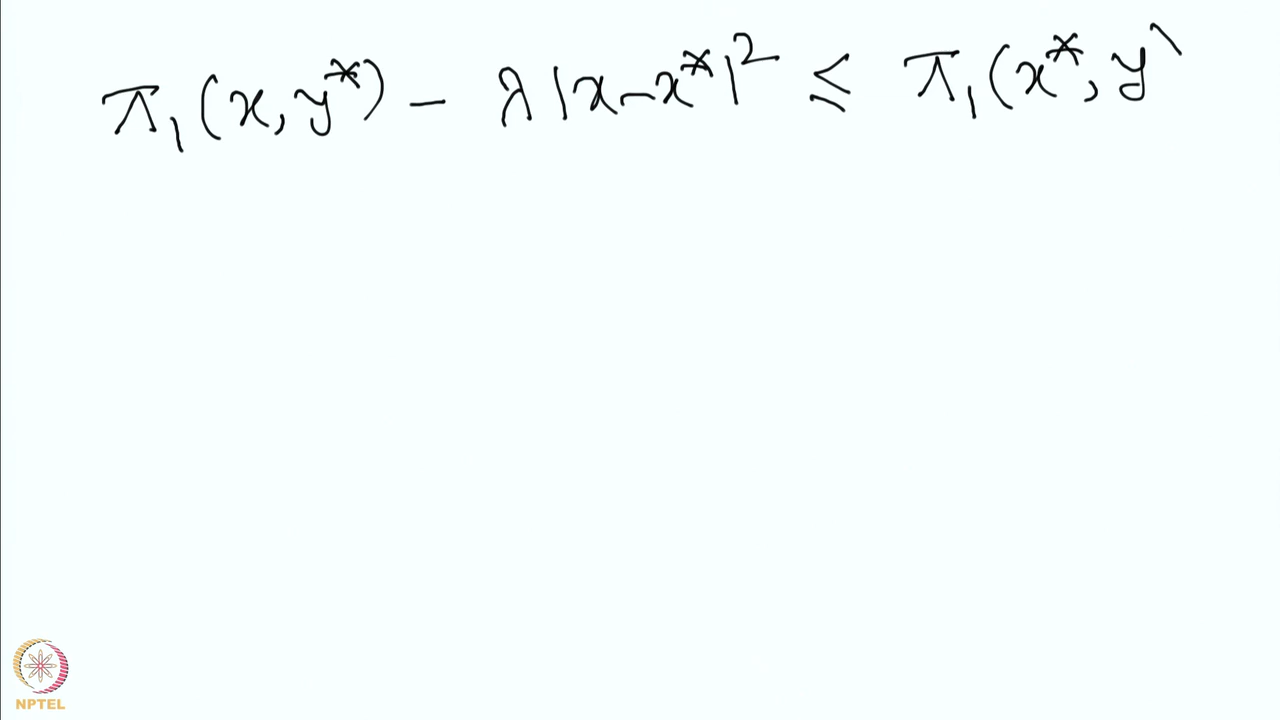 π₁(x, y*) - λ|x-x*|² ≤ π₁(x*, y
NPTEL